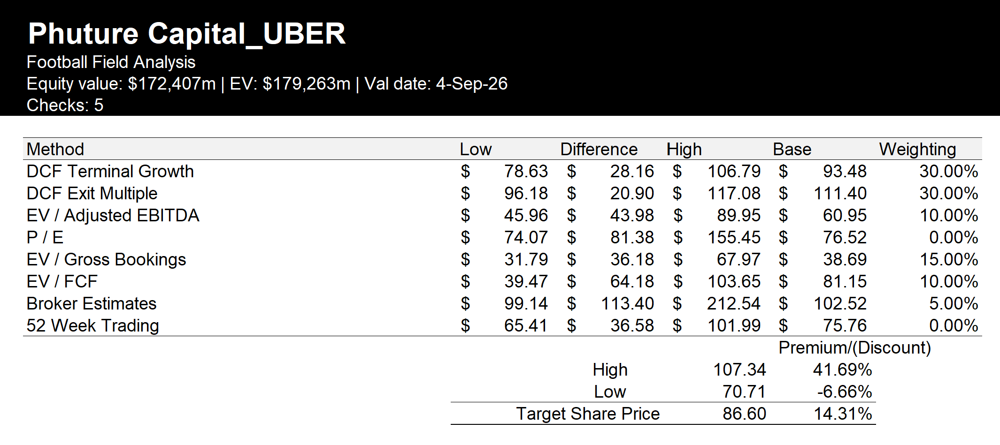 Phuture Capital_UBER
Football Field Analysis
Equity value: $172,407m | EV: $179,263m | Val date: 4-Sep-26
Checks: 5
Method Low Difference High Base Weighting
DCF Terminal Growth $ 78.63 $ 28.16 $ 106.79 $ 93.48 30.00%
DCF Exit Multiple $ 96.18 $ 20.90 $ 117.08 $ 111.40 30.00%
EV / Adjusted EBITDA $ 45.96 $ 43.98 $ 89.95 $ 60.95 10.00%
P / E $ 74.07 $ 81.38 $ 155.45 $ 76.52 0.00%
EV / Gross Bookings $ 31.79 $ 36.18 $ 67.97 $ 38.69 15.00%
EV / FCF $ 39.47 $ 64.18 $ 103.65 $ 81.15 10.00%
Broker Estimates $ 99.14 $ 113.40 $ 212.54 $ 102.52 5.00%
52 Week Trading $ 65.41 $ 36.58 $ 101.99 $ 75.76 0.00%
Premium/(Discount)
High 107.34 41.69%
Low 70.71 -6.66%
Target Share Price 86.60 14.31%